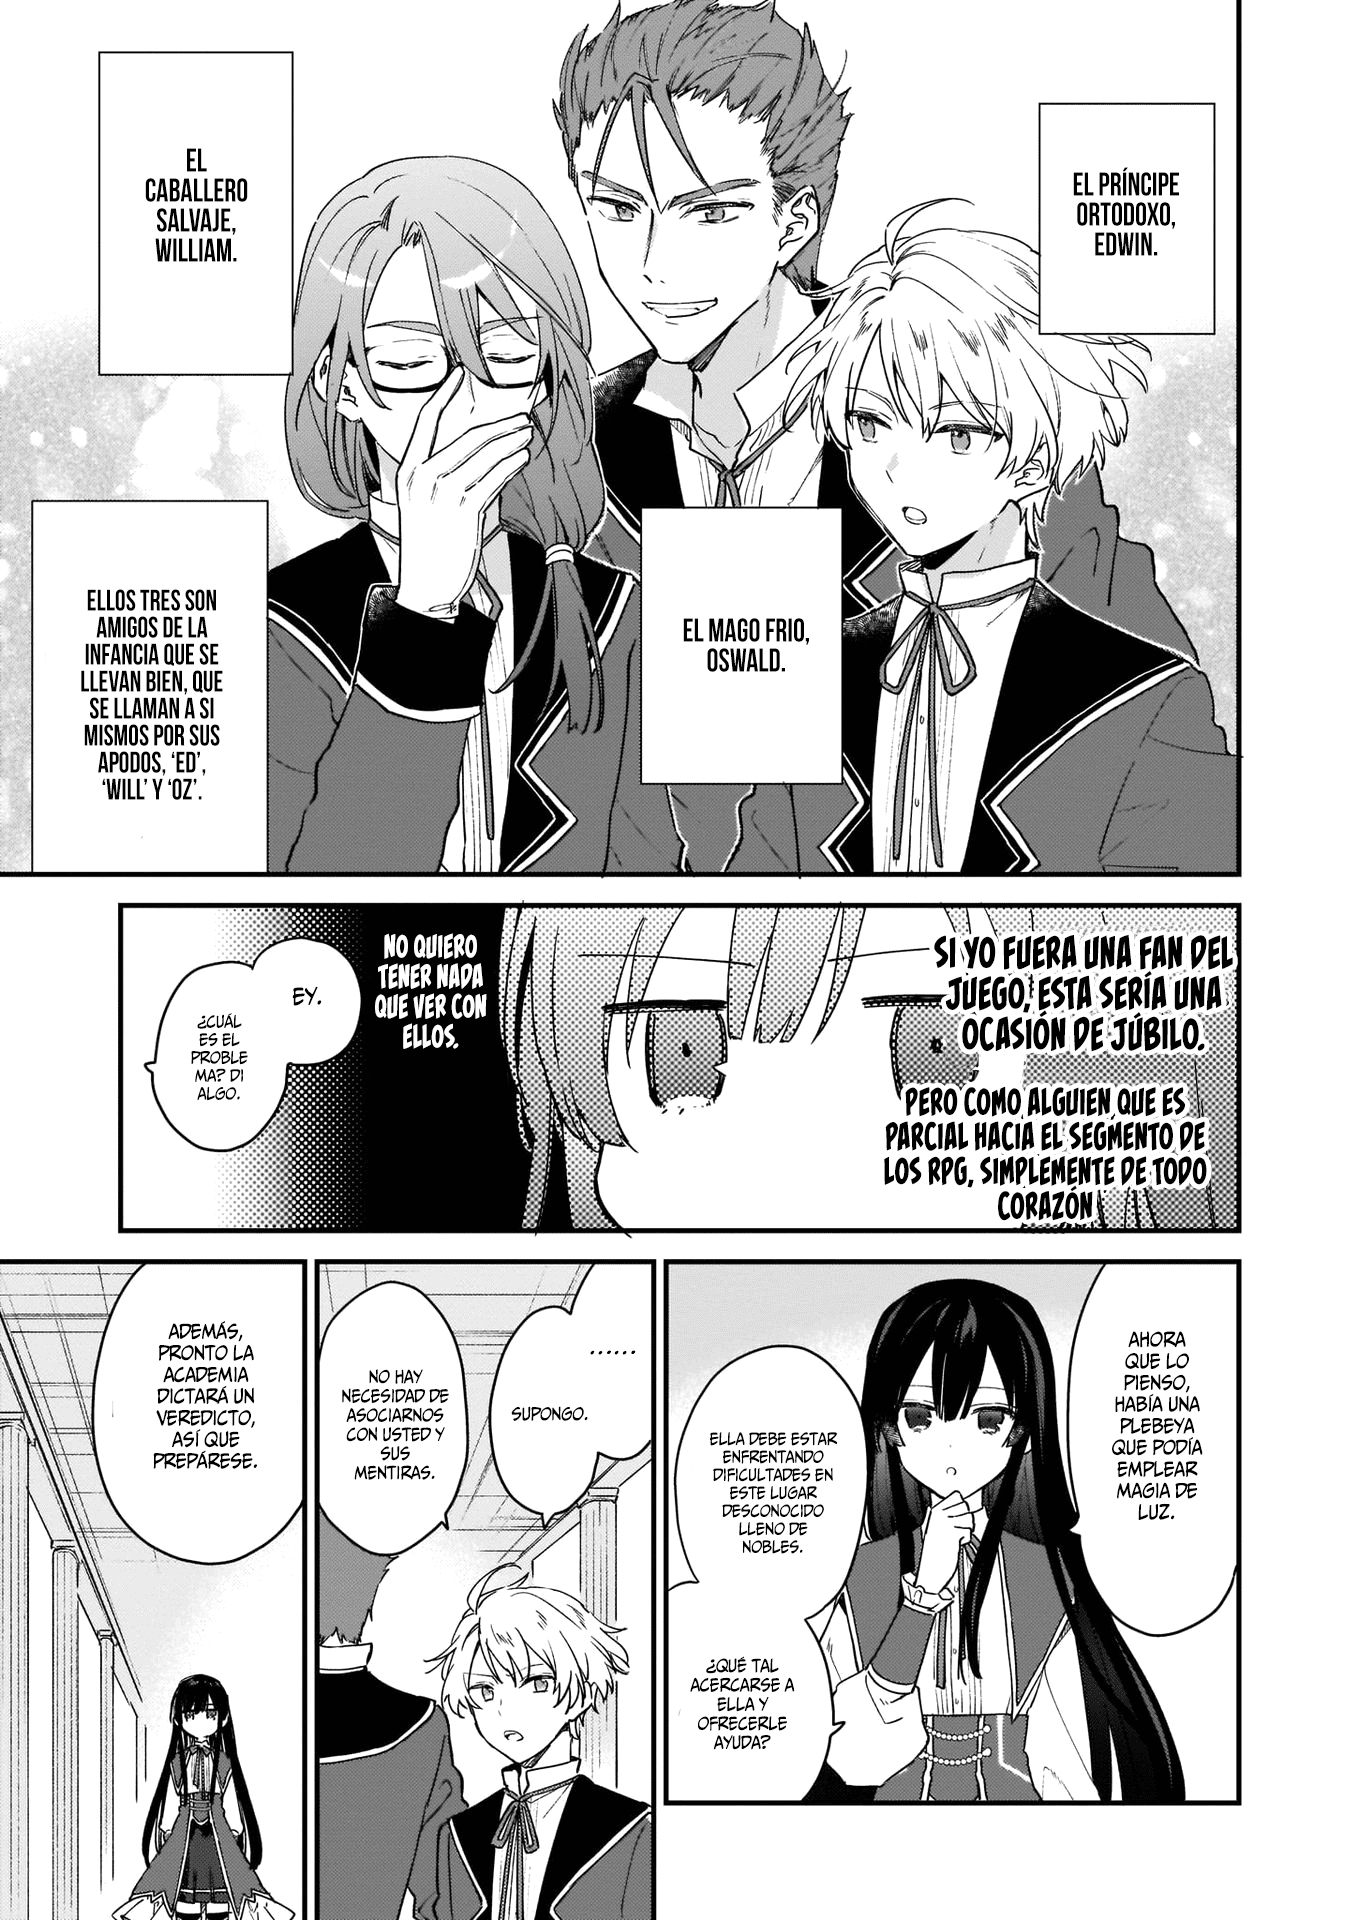 EL PRÍNCIPE
ORTODOXO,
EDWIN.
EL
CABALLERO
SALVAJE,
WILLIAM.
EL MAGO FRIO,
OSWALD.
ELLOS TRES SON
AMIGOS DE LA
INFANCIA QUE SE
LLEVAN BIEN, QUE
SE LLAMAN A SI
MISMOS POR SUS
APODOS, ‘ED’,
‘WILL’ Y ‘OZ’.
SI YO FUERA UNA FAN DEL
JUEGO, ESTA SERÍA UNA
OCASIÓN DE JÚBILO.
PERO COMO ALGUIEN QUE ES
PARCIAL HACIA EL SEGMENTO DE
LOS RPG, SIMPLEMENTE DE TODO
CORAZÓN
NO QUIERO
TENER NADA
QUE VER CON
ELLOS.
EY.
¿CUÁL
ES EL
PROBLE
MA? DI
ALGO.
AHORA
QUE LO
PIENSO,
HABÍA UNA
PLEBEYA
QUE PODÍA
EMPLEAR
MAGIA DE
LUZ.
ELLA DEBE ESTAR
ENFRENTANDO
DIFICULTADES EN
ESTE LUGAR
DESCONOCIDO
LLENO DE
NOBLES.
¿QUÉ TAL
ACERCARSE A
ELLA Y
OFRECERLE
AYUDA?
......
SUPONGO.
NO HAY
NECESIDAD DE
ASOCIARNOS
CON USTED Y
SUS
MENTIRAS.
ADEMÁS,
PRONTO LA
ACADEMIA
DICTARÁ UN
VEREDICTO,
ASÍ QUE
PREPÁRESE.